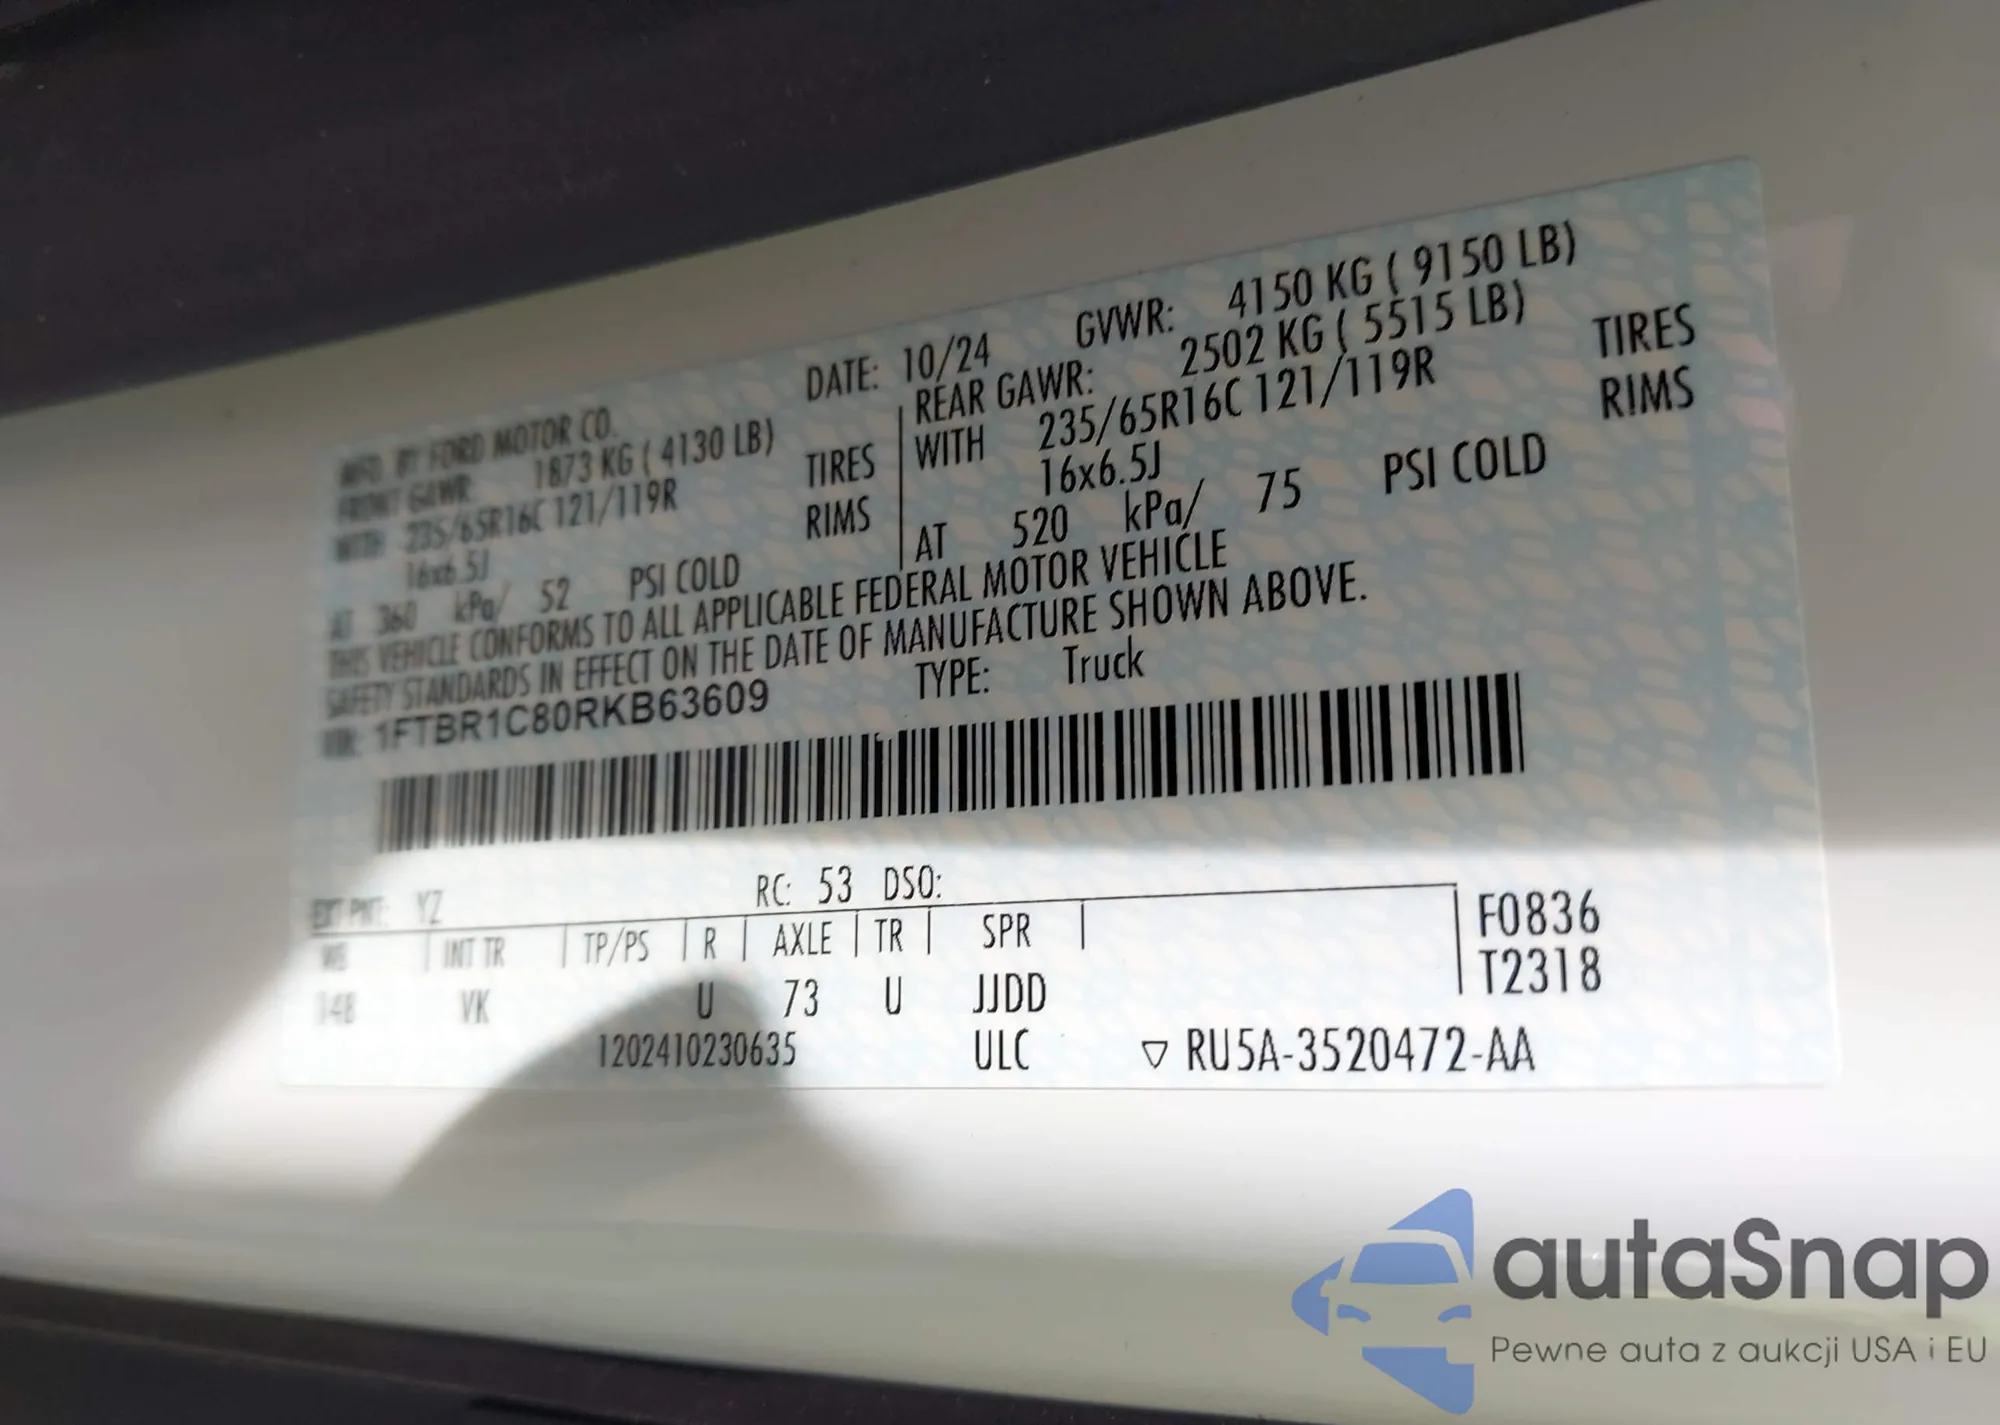 MFD. BY FORD MOTOR CO.
DATE: 10/24
GVWR: 4150 KG ( 9150 LB)
FRONT GAWR: 1873 KG ( 4130 LB)
REAR GAWR: 2502 KG ( 5515 LB)
WITH 235/65R16C 121/119R TIRES
WITH 235/65R16C 121/119R TIRES
16x6.5J RIMS
16x6.5J RIMS
AT 360 kPa/ 52 PSI COLD
AT 520 kPa/ 75 PSI COLD
THIS VEHICLE CONFORMS TO ALL APPLICABLE FEDERAL MOTOR VEHICLE
SAFETY STANDARDS IN EFFECT ON THE DATE OF MANUFACTURE SHOWN ABOVE.
VIN: 1FTBR1C80RKB63609
TYPE: Truck
EXT PNT: YZ RC: 53 DSO:
WB INT TR TP/PS R AXLE TR SPR
F0836
148 VK U 73 U JJDD
T2318
1202410230635 ULC ▽ RU5A-3520472-AA
autaSnap
Pewne auta z aukcji USA i EU